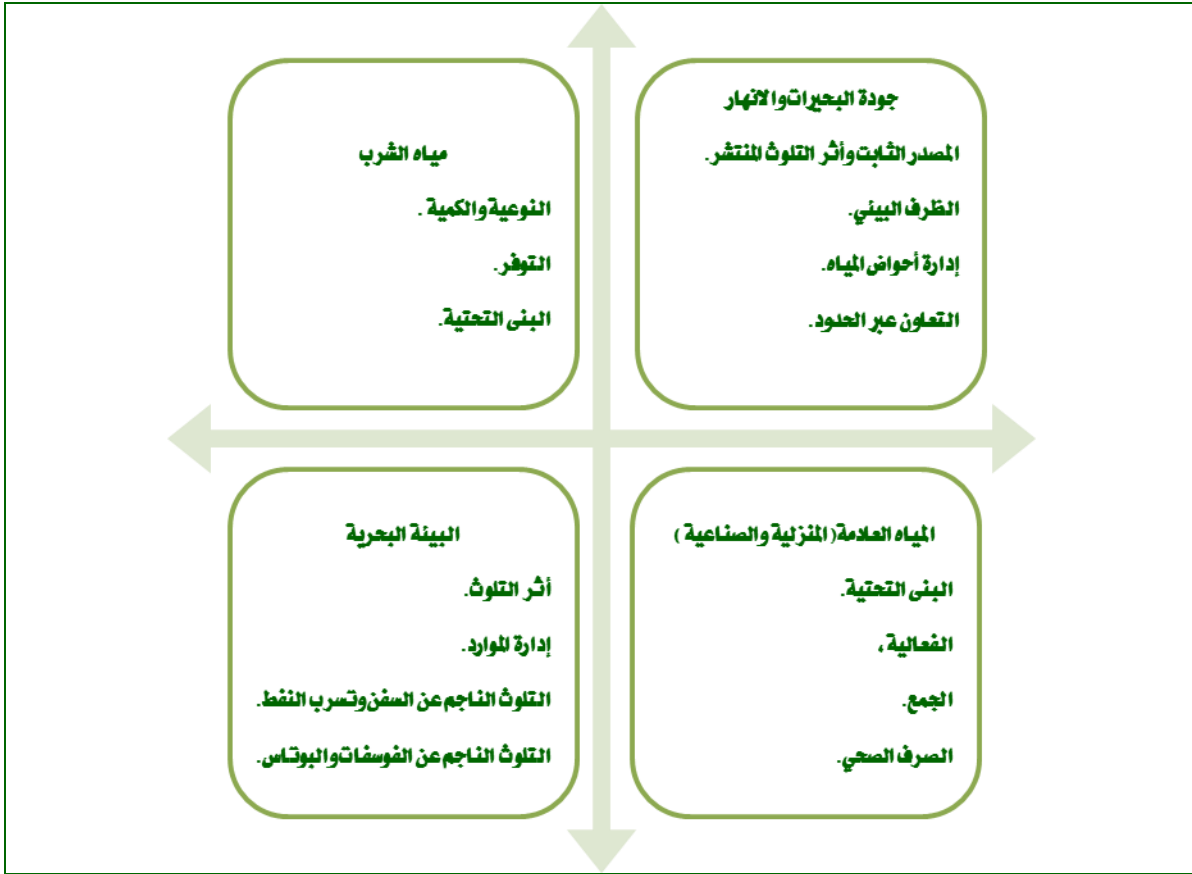 جودة البحيرات والانهار
المصدر الثابت وأثر التلوث المنتشر.
الظرف البيئي.
إدارة أحواض المياه.
التعاون عبر الحدود.
مياه الشرب
النوعية والكمية .
التوفر.
البنى التحتية.
المياه العادمة( المنزلية والصناعية )
البنى التحتية.
الفعالية ،
الجمع.
الصرف الصحي.
البيئة البحرية
أثر التلوث.
إدارة الموارد.
التلوث الناجم عن السفن وتسرب النفط.
التلوث الناجم عن الفوسفات والبوتاس.